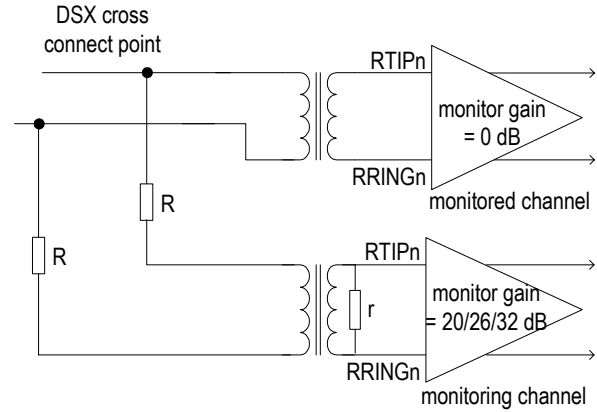 DSX cross
connect point
RTIPn
monitor gain
= 0 dB
RRINGn
monitored channel
R
R
RTIPn
monitor gain
= 20/26/32 dB
r
RRINGn
monitoring channel